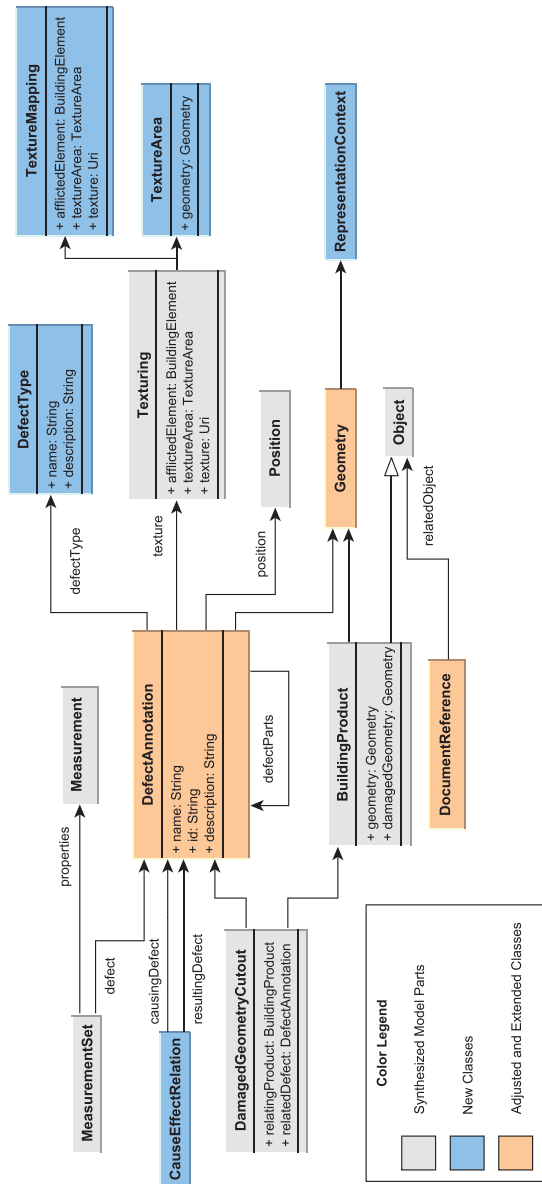 TextureMapping
+ afflictedElement: BuildingElement
+ textureArea: TextureArea
+ texture: Uri
TextureArea
+ geometry: Geometry
RepresentationContext
DefectType
+ name: String
+ description: String
Texturing
+ afflictedElement: BuildingElement
+ textureArea: TextureArea
+ texture: Uri
Position
Geometry
Object
defectType
texture
position
relatedObject
Measurement
DefectAnnotation
+ name: String
+ id: String
+ description: String
defectParts
BuildingProduct
+ geometry: Geometry
+ damagedGeometry: Geometry
DocumentReference
properties
defect
causingDefect
resultingDefect
MeasurementSet
CauseEffectRelation
DamagedGeometryCutout
+ relatingProduct: BuildingProduct
+ relatedDefect: DefectAnnotation
Color Legend
Synthesized Model Parts
New Classes
Adjusted and Extended Classes